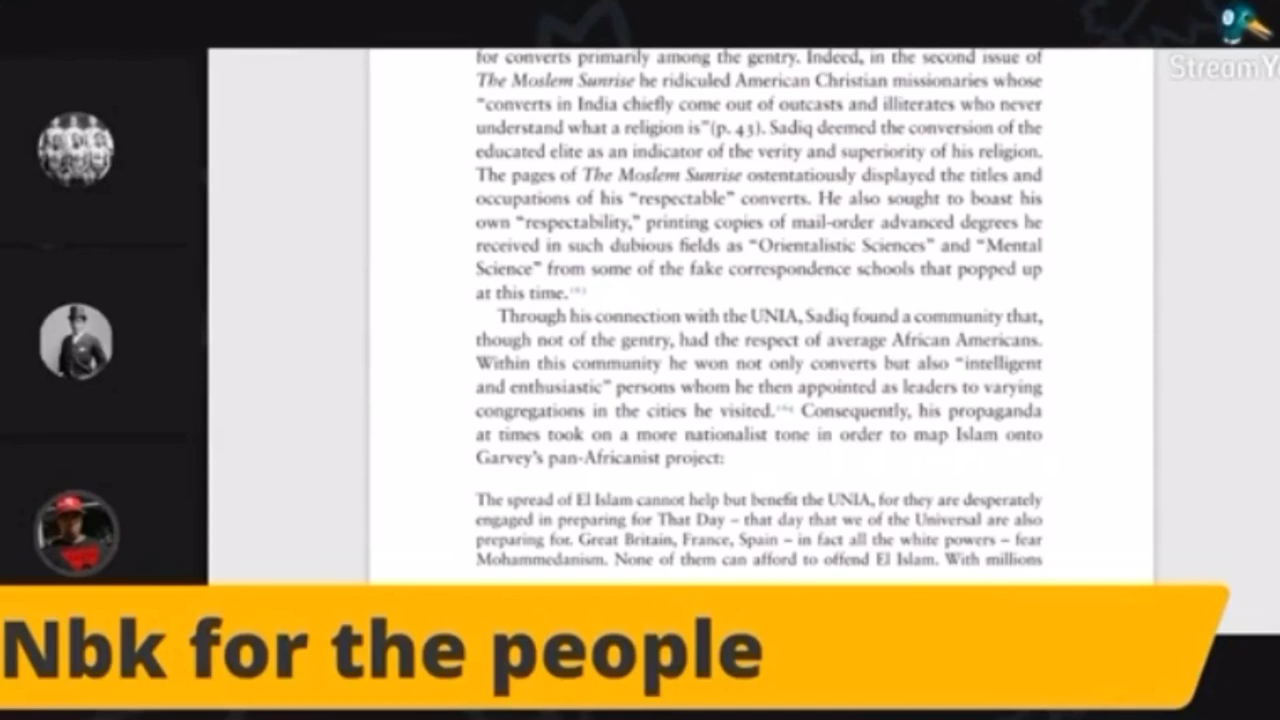 for converts primarily among the gentry. Indeed, in the second issue of
The Moslem Sunrise he ridiculed American Christian missionaries whose
“converts in India chiefly come out of outcasts and illiterates who never
understand what a religion is”(p. 43). Sadiq deemed the conversion of the
educated elite as an indicator of the verity and superiority of his religion.
The pages of The Moslem Sunrise ostentatiously displayed the titles and
occupations of his “respectable” converts. He also sought to boast his
own “respectability,” printing copies of mail-order advanced degrees he
received in such dubious fields as “Orientalistic Sciences” and “Mental
Science” from some of the fake correspondence schools that popped up
at this time.
Through his connection with the UNIA, Sadiq found a community that,
though not of the gentry, had the respect of average African Americans.
Within this community he won not only converts but also “intelligent
and enthusiastic” persons whom he then appointed as leaders to varying
congregations in the cities he visited. Consequently, his propaganda
at times took on a more nationalist tone in order to map Islam onto
Garvey’s pan-Africanist project:
The spread of El Islam cannot help but benefit the UNIA, for they are desperately
engaged in preparing for That Day – that day that we of the Universal are also
preparing for. Great Britain, France, Spain – in fact all the white powers – fear
Mohammedanism. None of them can afford to offend El Islam. With millions
Stream
Nbk for the people